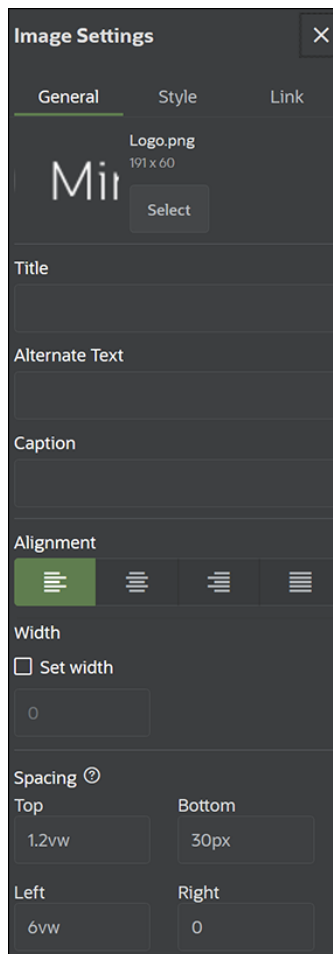 Image Settings
General Style Link
Logo.png
191 x 60
Select
Title
Alternate Text
Caption
Alignment
Width
Set width
0
Spacing
Top Bottom
1.2vw 30px
Left Right
6vw 0